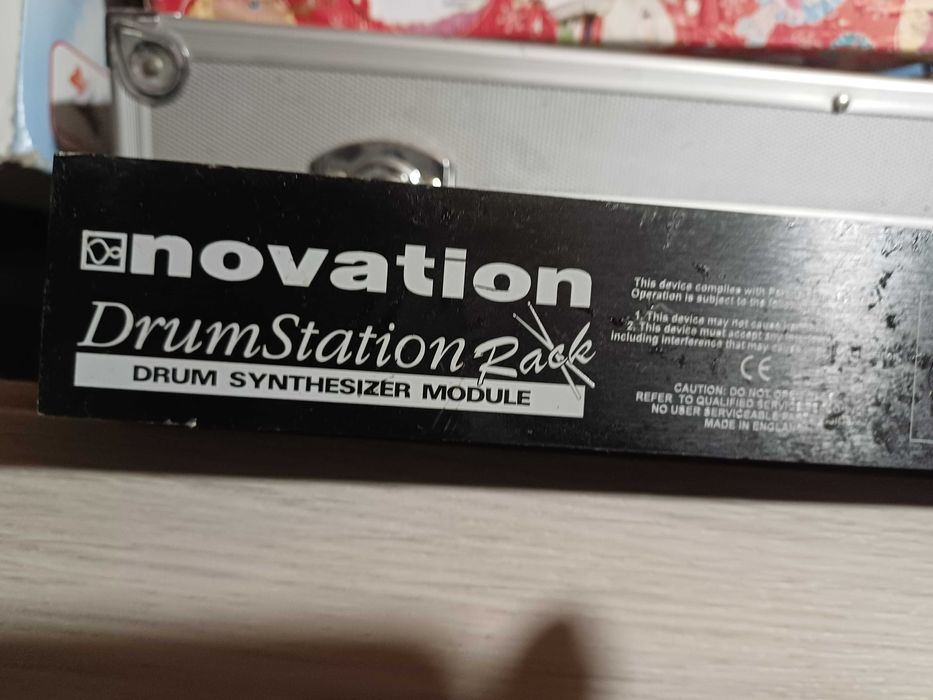 novation
DrumStation Rack
DRUM SYNTHESIZER MODULE
This device complies with
Operation is subject to the
1. This device may not cause
2. This device must accept any
including interference that may
CE
CAUTION: DO NOT
REFER TO QUALIFIED
NO USER SERVICEABLE
MADE IN ENGLAND